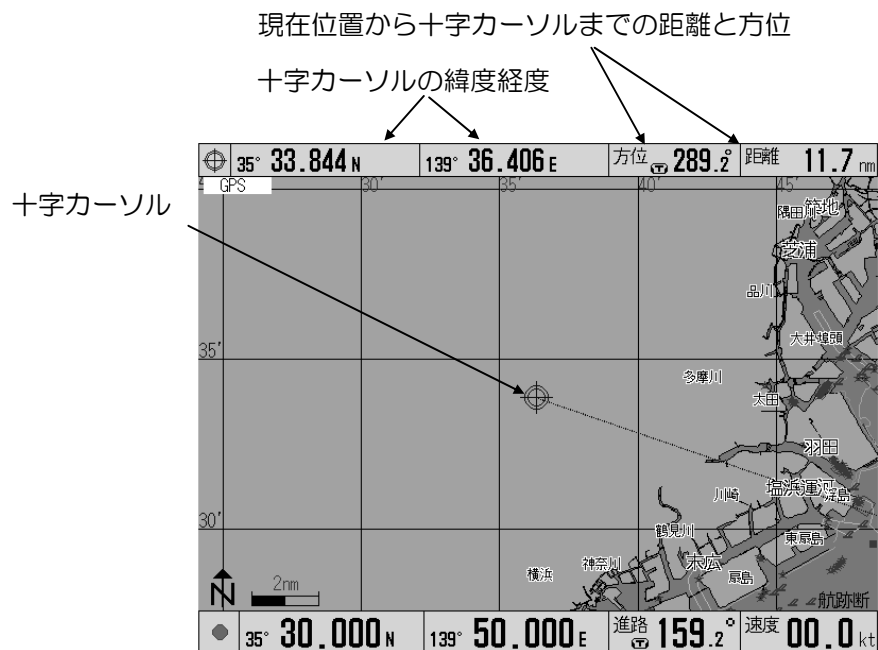 現在位置から十字カーソルまでの距離と方位
十字カーソルの緯度経度
35° 33.844 N 139° 36.406 E 方位 T 289.2° 距離 11.7 nm
GPS
30' 35' 40' 45'
十字カーソル
築地
芝浦
品川
大井埠頭
35'
多摩川
太田
羽田
塩浜運河
川崎
30'
鶴見川
東扇島
末広
神奈川
横浜
扇島
N
2nm
航跡断
35° 30.000 N 139° 50.000 E 進路 T 159.2° 速度 00.0 kt